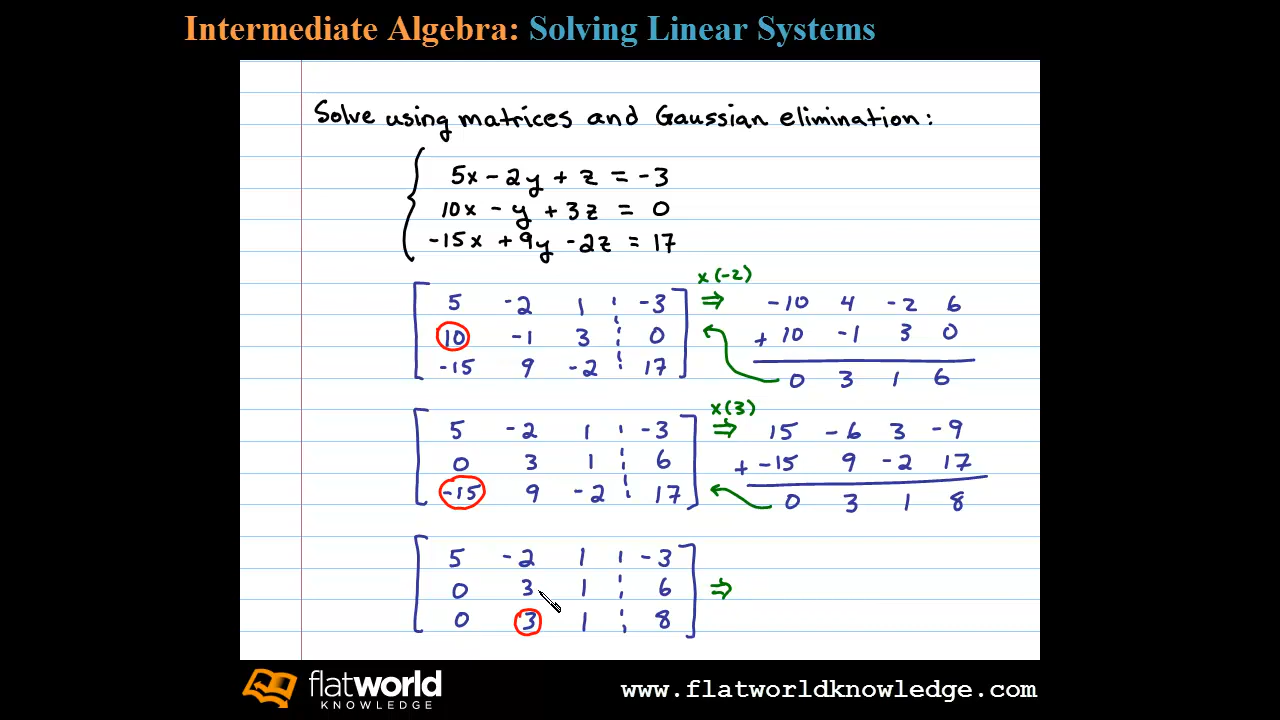 Intermediate Algebra: Solving Linear Systems
Solve using matrices and Gaussian elimination:
5x - 2y + z = -3
10x - y + 3z = 0
-15x + 9y - 2z = 17
x(-2)
5 -2 1 -3 ⇒ -10 4 -2 6
10 -1 3 0 + 10 -1 3 0
-15 9 -2 17
0 3 1 6
x(3)
5 -2 1 -3 ⇒ 15 -6 3 -9
0 3 1 6 + -15 9 -2 17
-15 9 -2 17 0 3 1 8
5 -2 1 -3
0 3 1 6 ⇒
0 3 1 8
flatworld
KNOWLEDGE
www.flatworldknowledge.com